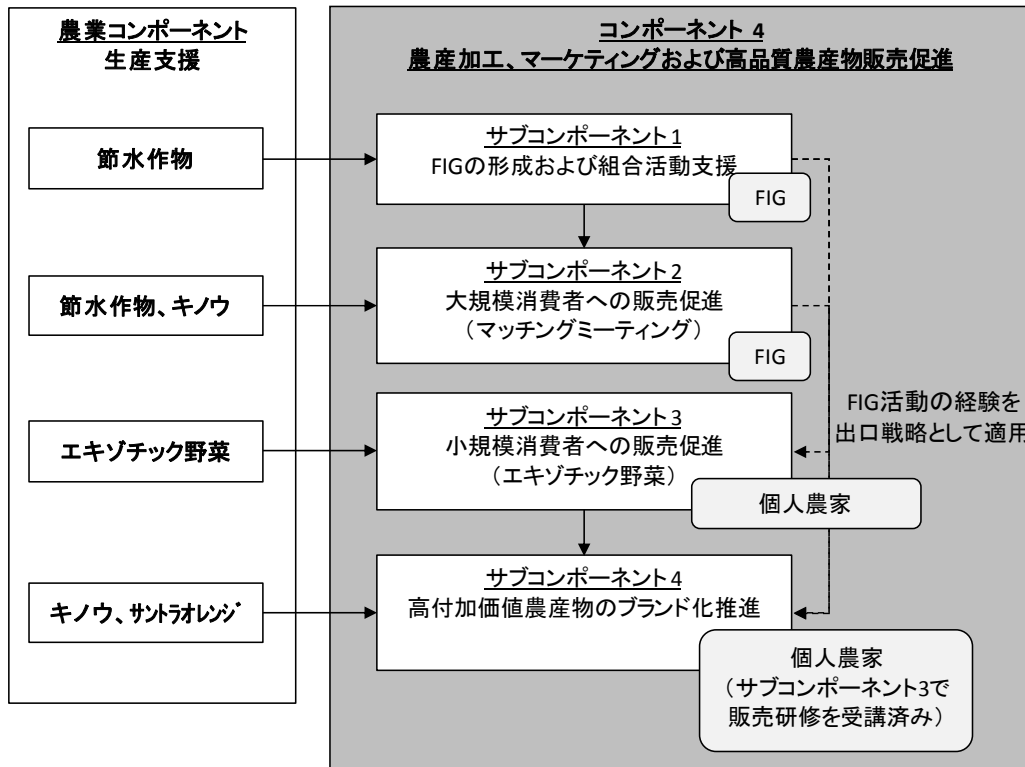 農業コンポーネント
生産支援
節水作物
節水作物、キノウ
エキゾチック野菜
キノウ、サントラオレンジ
コンポーネント 4
農産加工、マーケティングおよび高品質農産物販売促進
サブコンポーネント 1
FIGの形成および組合活動支援
FIG
サブコンポーネント 2
大規模消費者への販売促進
（マッチングミーティング）
FIG
サブコンポーネント 3
小規模消費者への販売促進
（エキゾチック野菜）
個人農家
FIG活動の経験を
出口戦略として適用
サブコンポーネント 4
高付加価値農産物のブランド化推進
個人農家
（サブコンポーネント3で
販売研修を受講済み）